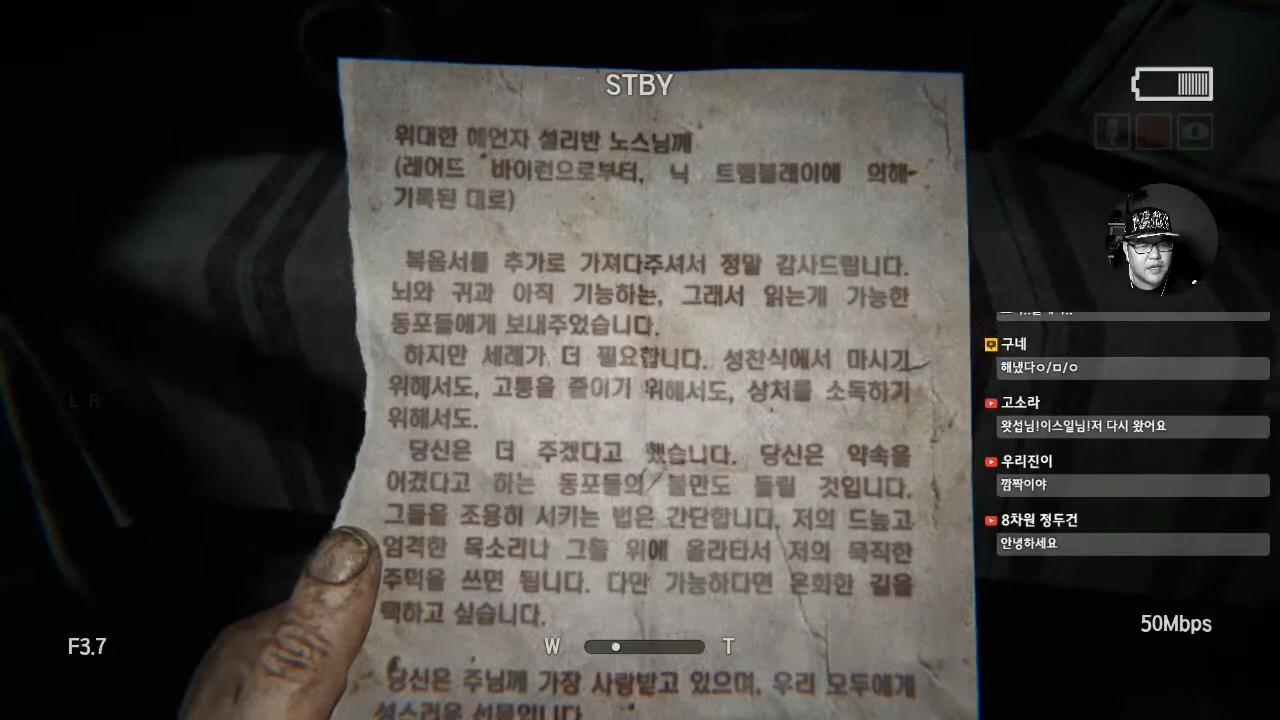 STBY
위대한 예언자 설리반 노스님께
(레어드 바이런으로부터, 닉 트렘블레이에 의해
기록된 대로)
복음서를 추가로 가져다주셔서 정말 감사드립니다.
뇌와 귀과 아직 기능하는, 그래서 읽는게 가능한
동포들에게 보내주었습니다.
하지만 세례가 더 필요합니다. 성찬식에서 마시기
위해서도, 고통을 줄이기 위해서도, 상처를 소독하기
위해서도.
당신은 더 주겠다고 했습니다. 당신은 약속을
어겼다고 하는 동포들의 불만도 들릴 것입니다.
그들을 조용히 시키는 법은 간단합니다. 저의 드높고
엄격한 목소리나 그들 위에 올라타서 저의 묵직한
주먹을 쓰면 됩니다. 다만 가능하다면 온화한 길을
택하고 싶습니다.
당신은 주님께 가장 사랑받고 있으며, 우리 모두에게
성스러운 선물입니다
L R
F3.7
W T
구네
해냈다ㅇ/ㅁ/ㅇ
고소라
왓섭님!이스일님!저 다시 왔어요
우리진이
깜짝이야
8차원 정두건
안녕하세요
50Mbps